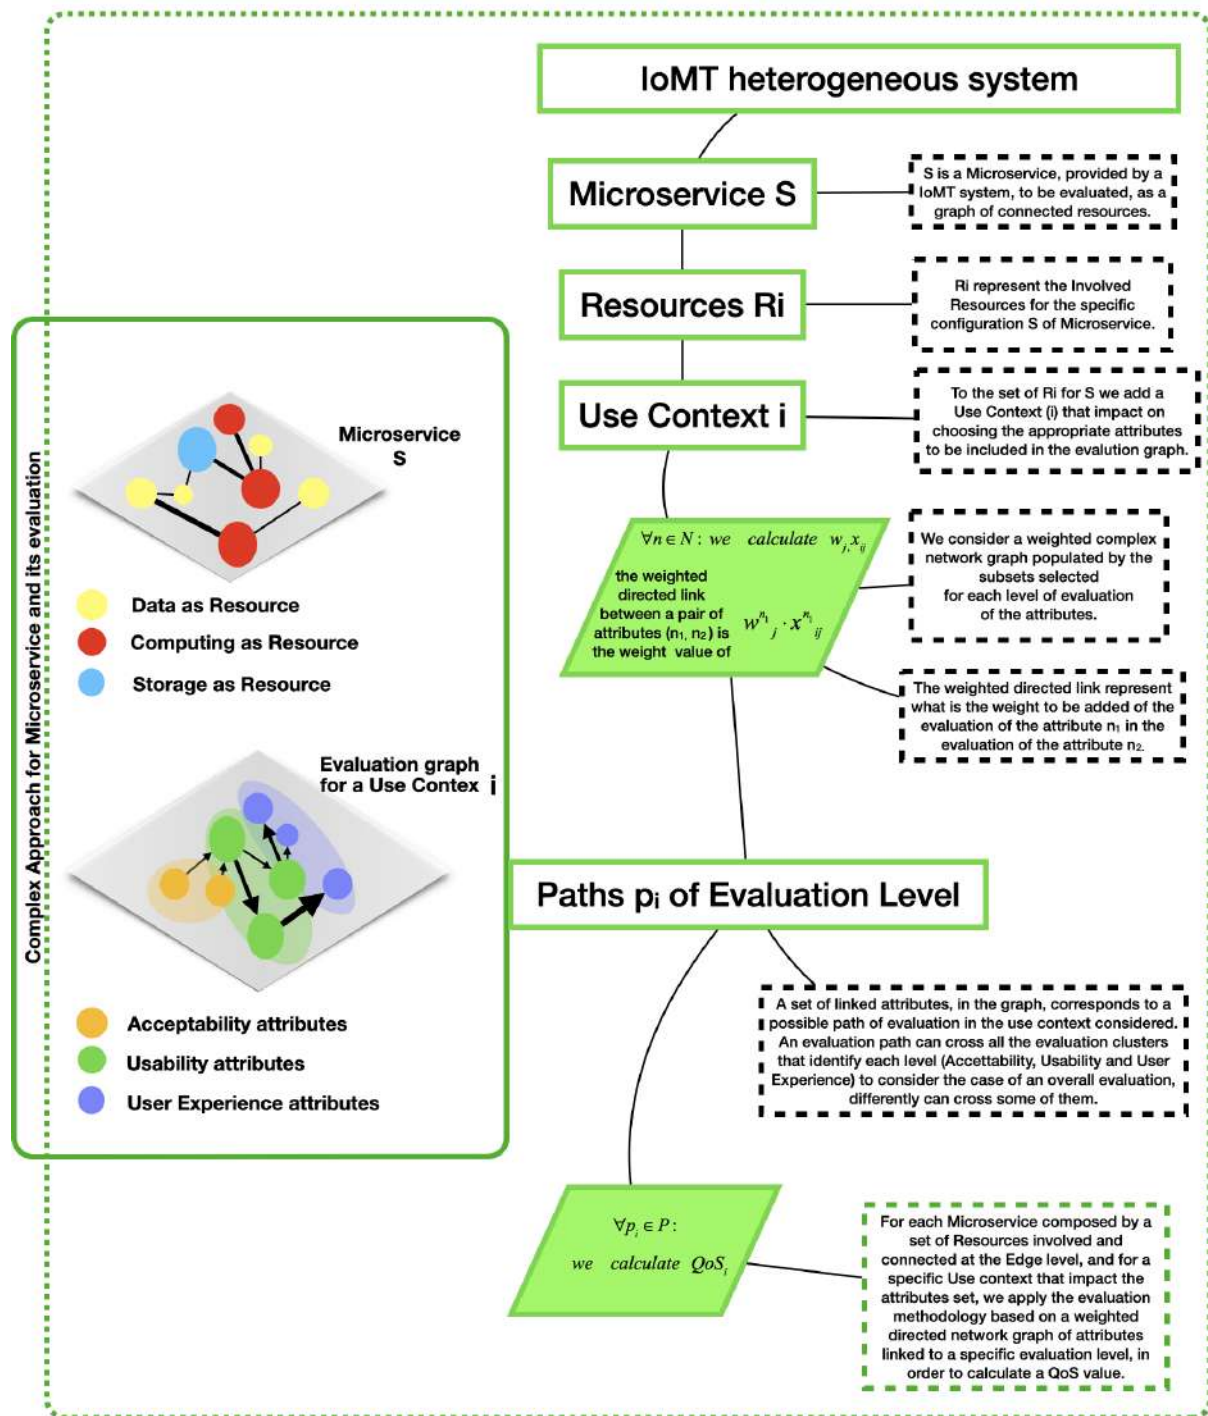 IoMT heterogeneous system
Microservice S
S is a Microservice, provided by a
IoMT system, to be evaluated, as a
graph of connected resources.
Resources Ri
Ri represent the Involved
Resources for the specific
configuration S of Microservice.
Use Context i
To the set of Ri for S we add a
Use Context (i) that impact on
choosing the appropriate attributes
to be included in the evalution graph.
∀n ∈ N : we calculate w_j, x_ij
the weighted
directed link
between a pair of
attributes (n₁, n₂) is
the weight value of
w^n₁_j · x^n₁_ij
We consider a weighted complex
network graph populated by the
subsets selected
for each level of evaluation
of the attributes.
The weighted directed link represent
what is the weight to be added of the
evaluation of the attribute n₁ in the
evaluation of the attribute n₂.
Complex Approach for Microservice and its evaluation
Microservice
S
Data as Resource
Computing as Resource
Storage as Resource
Evaluation graph
for a Use Contex i
Acceptability attributes
Usability attributes
User Experience attributes
Paths pᵢ of Evaluation Level
A set of linked attributes, in the graph, corresponds to a
possible path of evaluation in the use context considered.
An evaluation path can cross all the evaluation clusters
that identify each level (Accettability, Usability and User
Experience) to consider the case of an overall evaluation,
differently can cross some of them.
∀pᵢ ∈ P :
we calculate QoSᵢ
For each Microservice composed by a
set of Resources involved and
connected at the Edge level, and for a
specific Use context that impact the
attributes set, we apply the evaluation
methodology based on a weighted
directed network graph of attributes
linked to a specific evaluation level, in
order to calculate a QoS value.